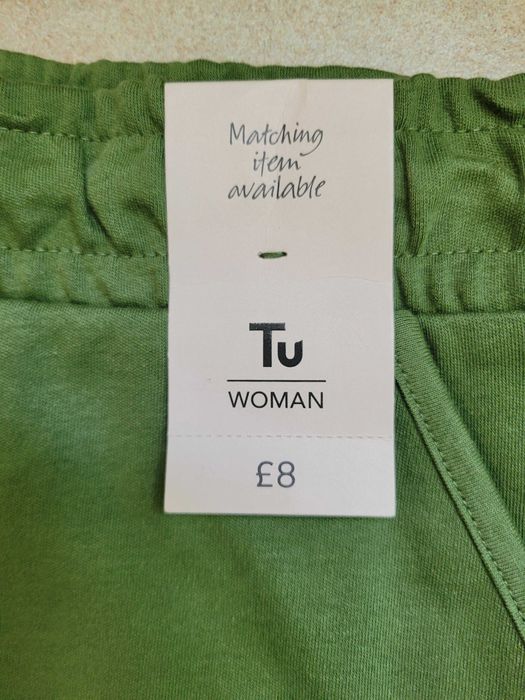 Matching
item
available
Tu
WOMAN
£8